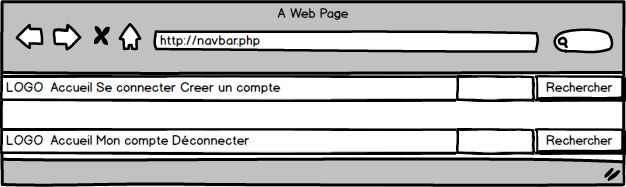 A Web Page
http://navbar.php
LOGO Accueil Se connecter Creer un compte Rechercher
LOGO Accueil Mon compte Déconnecter Rechercher